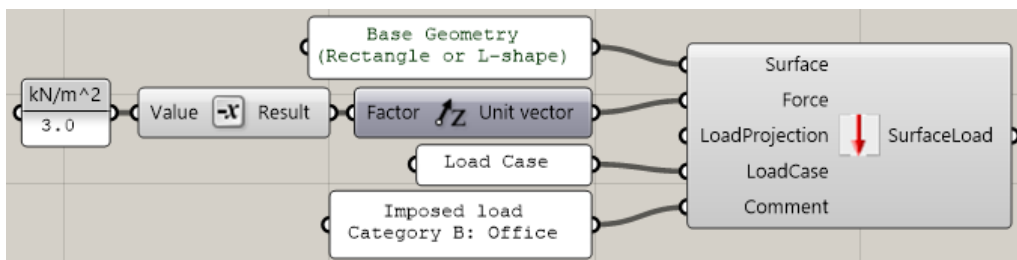 Base Geometry
(Rectangle or L-shape)
kN/m^2
3.0
Value -x Result
Factor Z Unit vector
Load Case
Imposed load
Category B: Office
Surface
Force
LoadProjection
LoadCase
Comment
SurfaceLoad